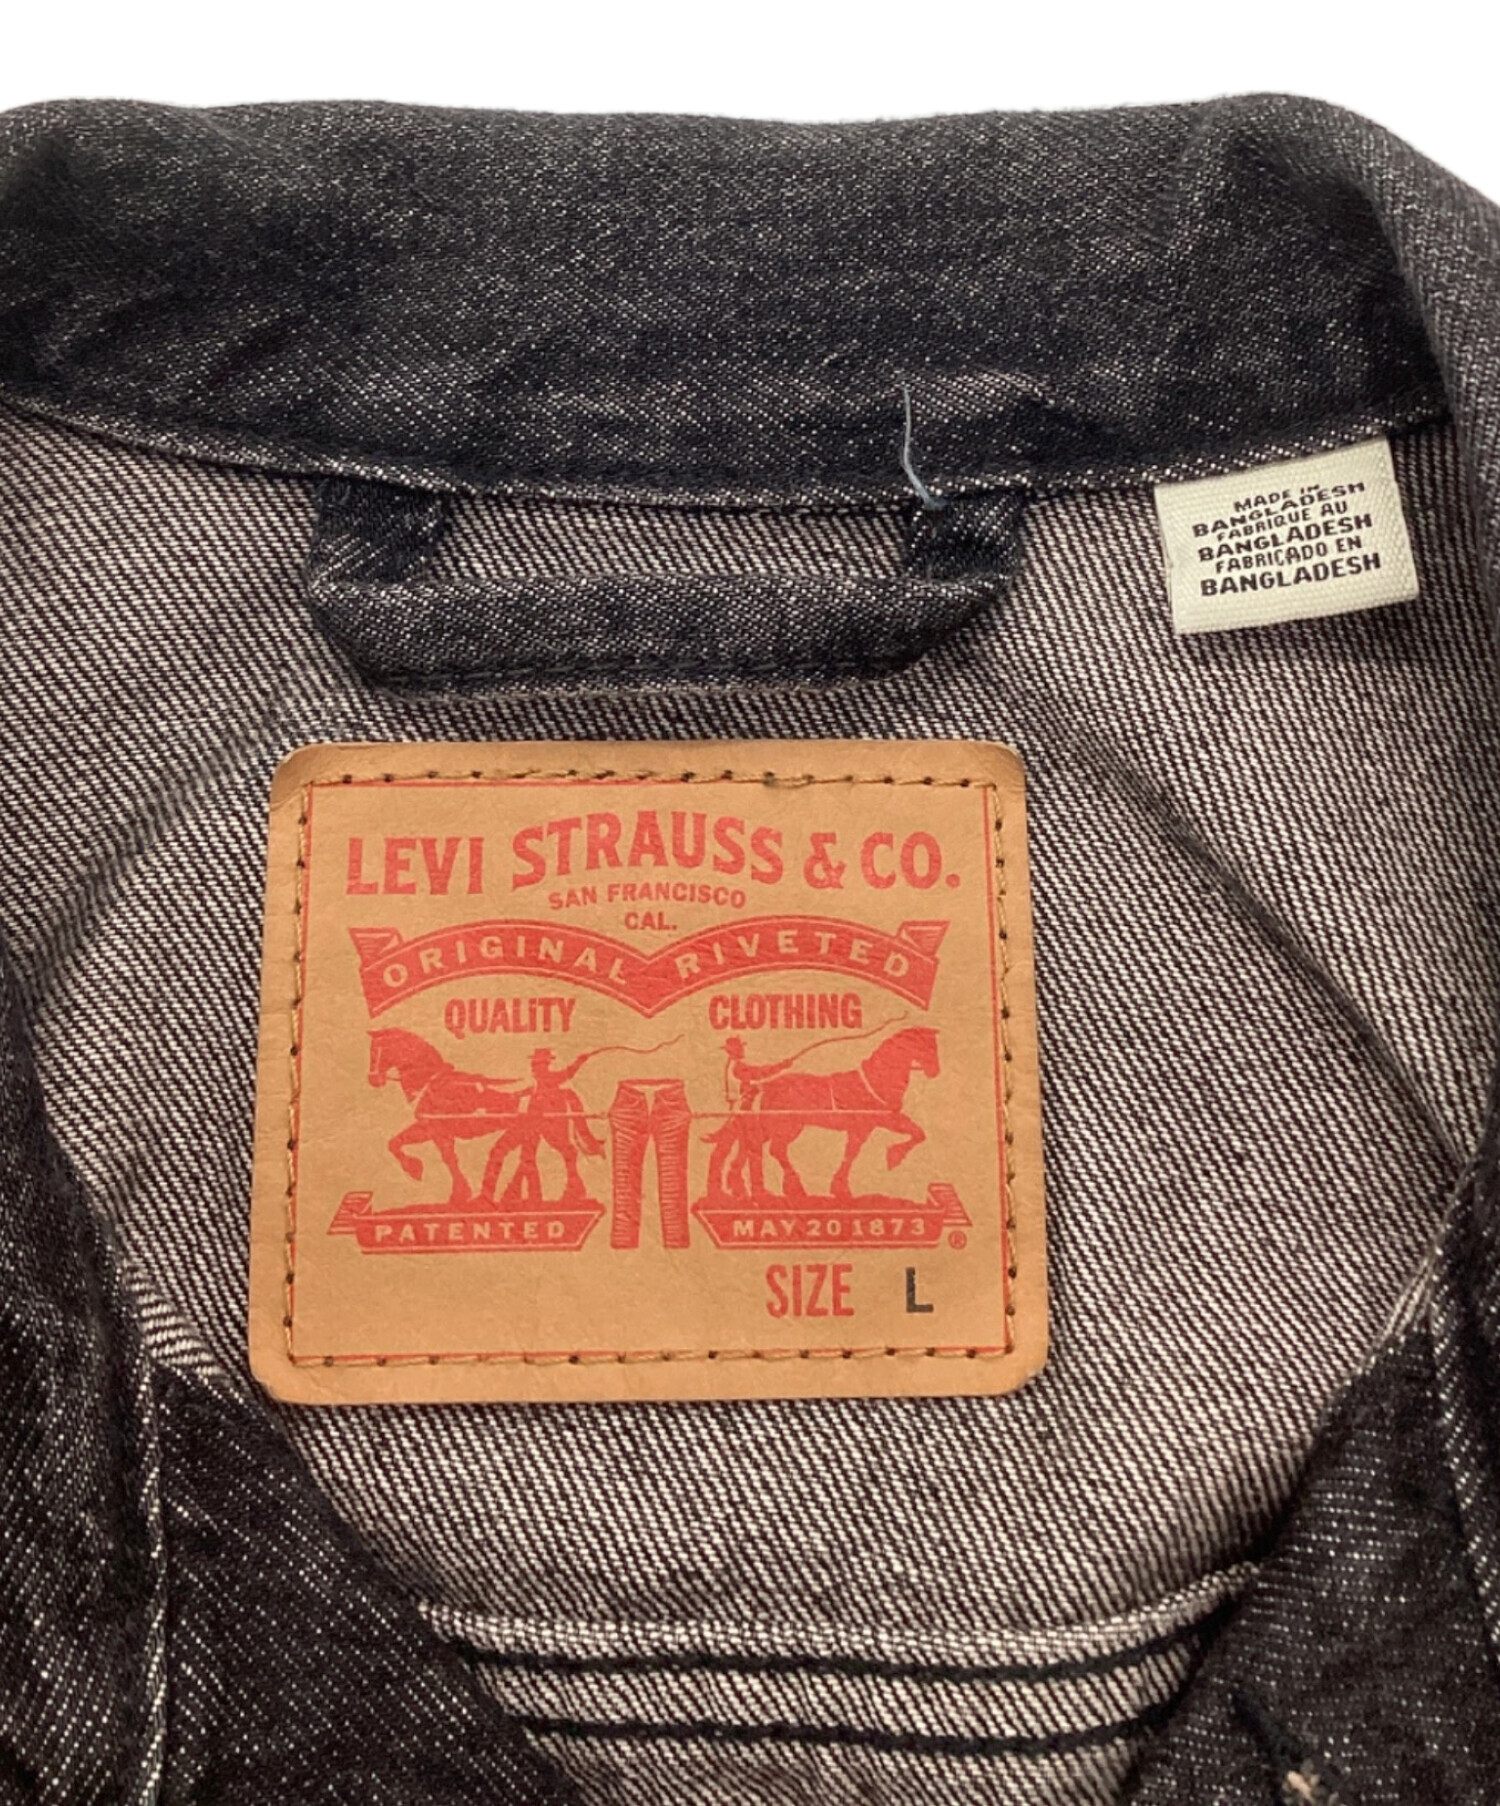 MADE IN
BANGLADESH
FABRIQUE AU
BANGLADESH
FABRICADO EN
BANGLADESH
LEVI STRAUSS & CO.
SAN FRANCISCO
CAL.
ORIGINAL RIVETED
QUALITY CLOTHING
PATENTED MAY 20 1873 ®
SIZE L